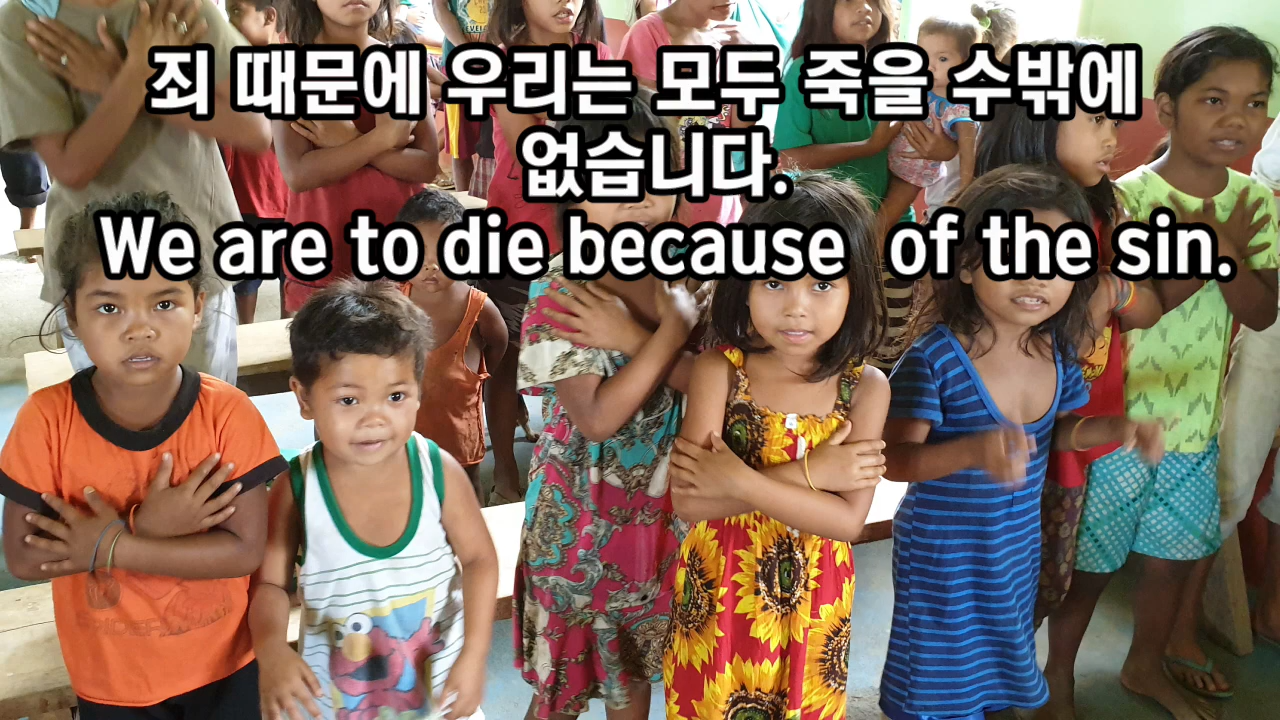 죄 때문에 우리는 모두 죽을 수밖에
없습니다.
We are to die because  of the sin.